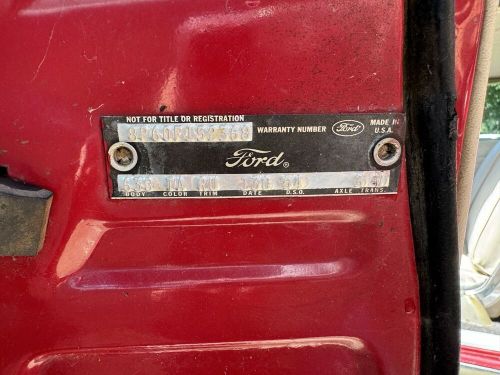 NOT FOR TITLE OR REGISTRATION
WARRANTY NUMBER Ford MADE IN U.S.A.
Ford®
BODY COLOR TRIM DATE D.S.O. AXLE TRANS